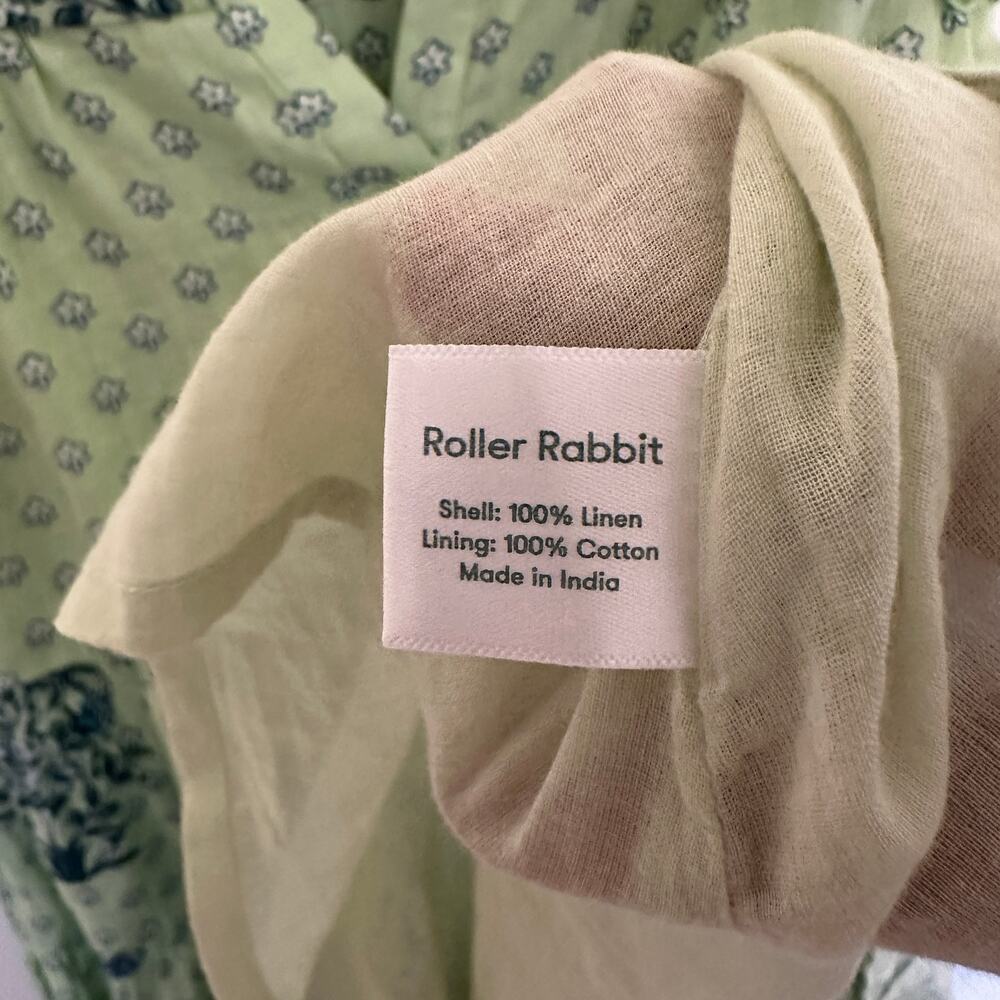 Roller Rabbit
Shell: 100% Linen
Lining: 100% Cotton
Made in India